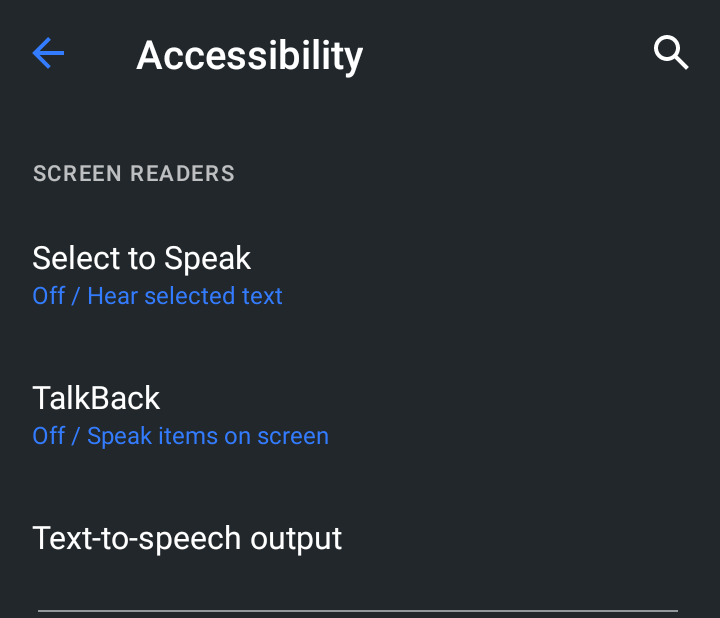 Accessibility
SCREEN READERS
Select to Speak
Off / Hear selected text
TalkBack
Off / Speak items on screen
Text-to-speech output